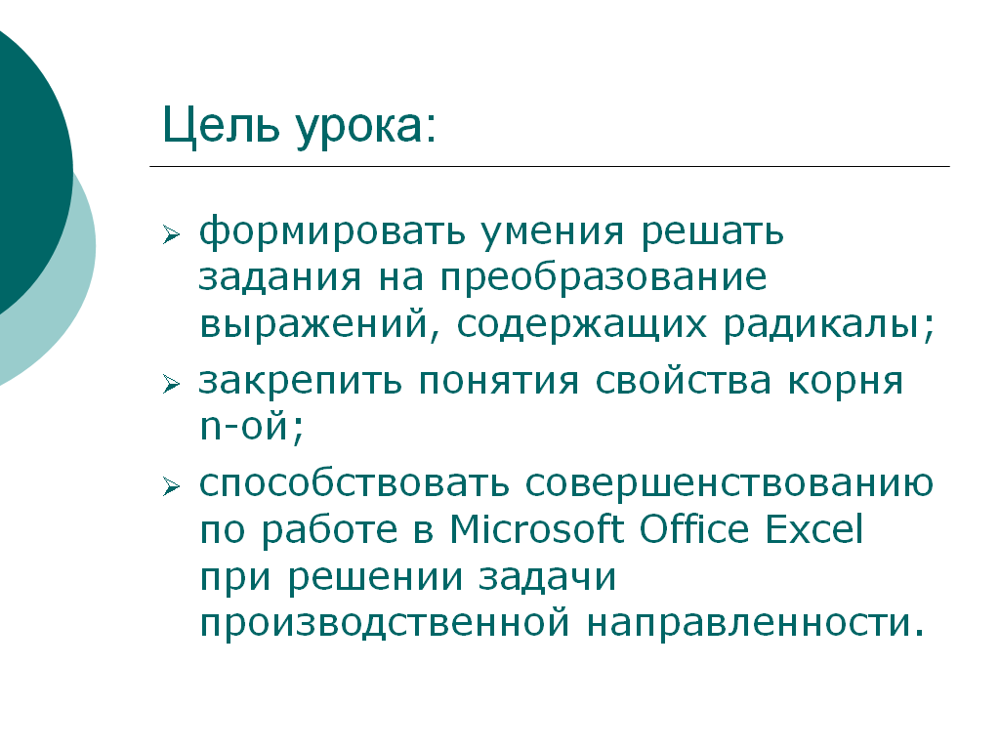 Цель урока:
формировать умения решать
задания на преобразование
выражений, содержащих радикалы;
закрепить понятия свойства корня
n-ой;
способствовать совершенствованию
по работе в Microsoft Office Excel
при решении задачи
производственной направленности.